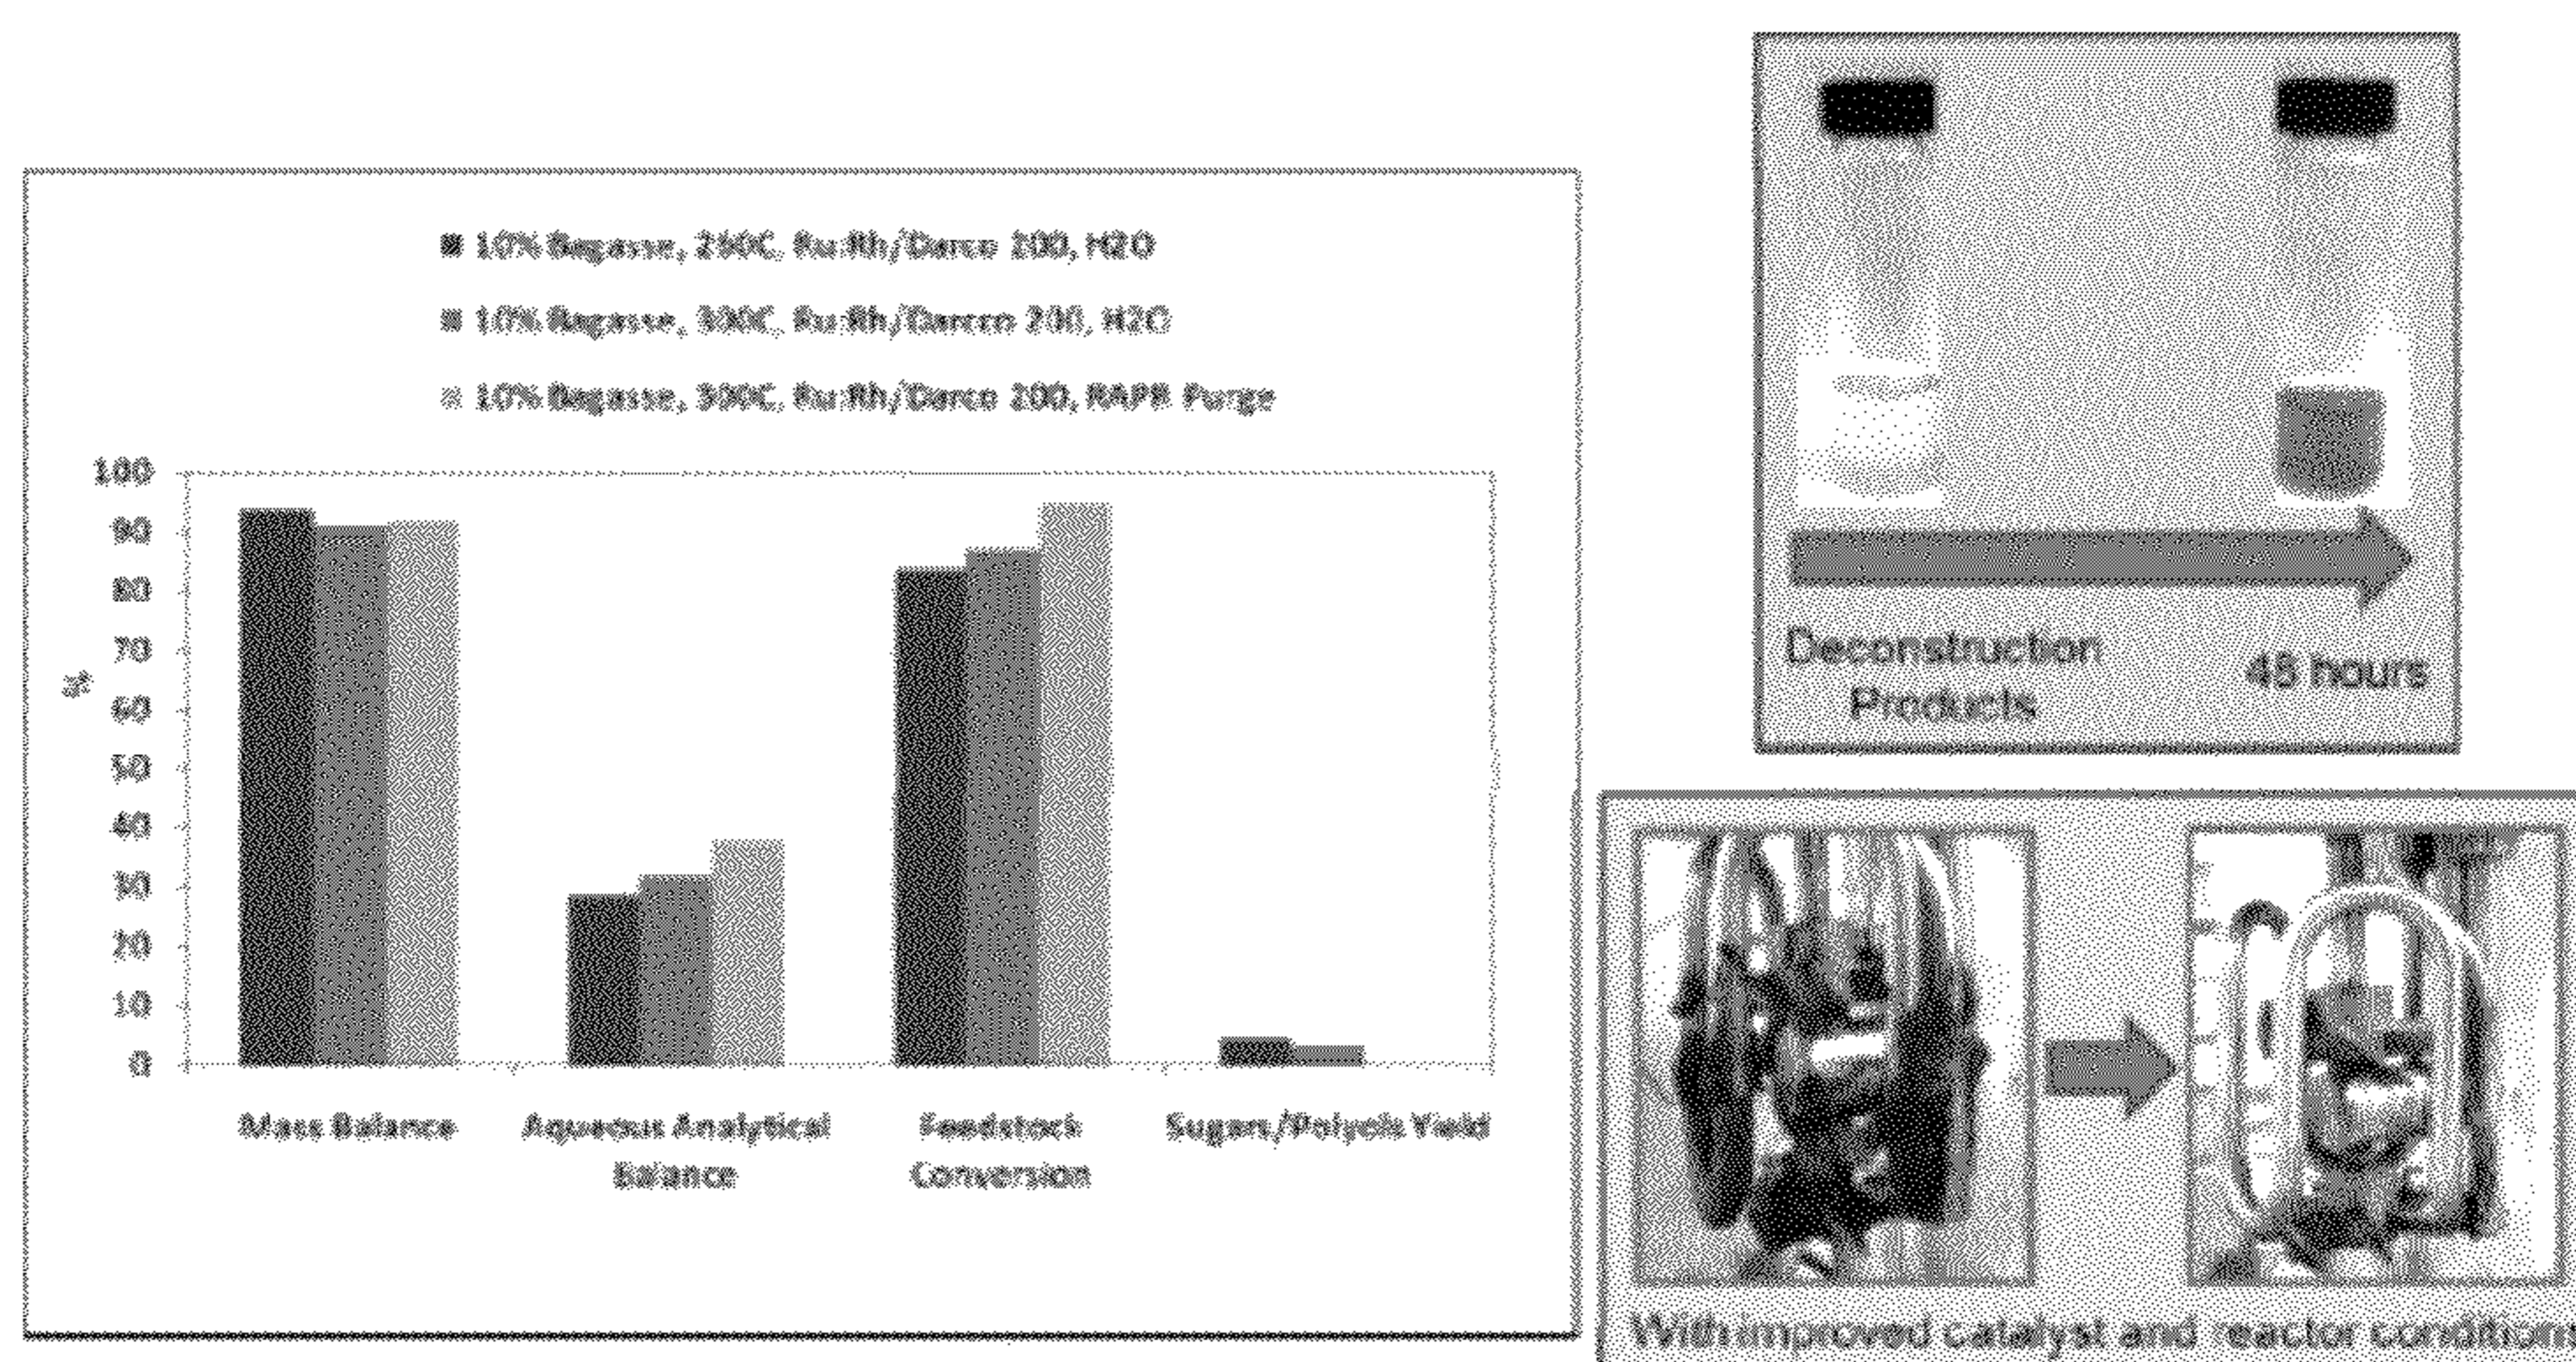 10% Bagasse, 260C, Ru:Rh/Darco 200, H2O
10% Bagasse, 300C, Ru:Rh/Darcro 200, H2O
10% Bagasse, 300C, Ru:Rh/Darco 200, RAPR Purge
100
90
80
70
60
50
40
30
20
10
0
%
Mass Balance
Aqueous Analytical
Balance
Feedstock
Conversion
Sugars/Polyols Yield
Deconstruction
Products
48 hours
With improved catalyst and reactor conditions